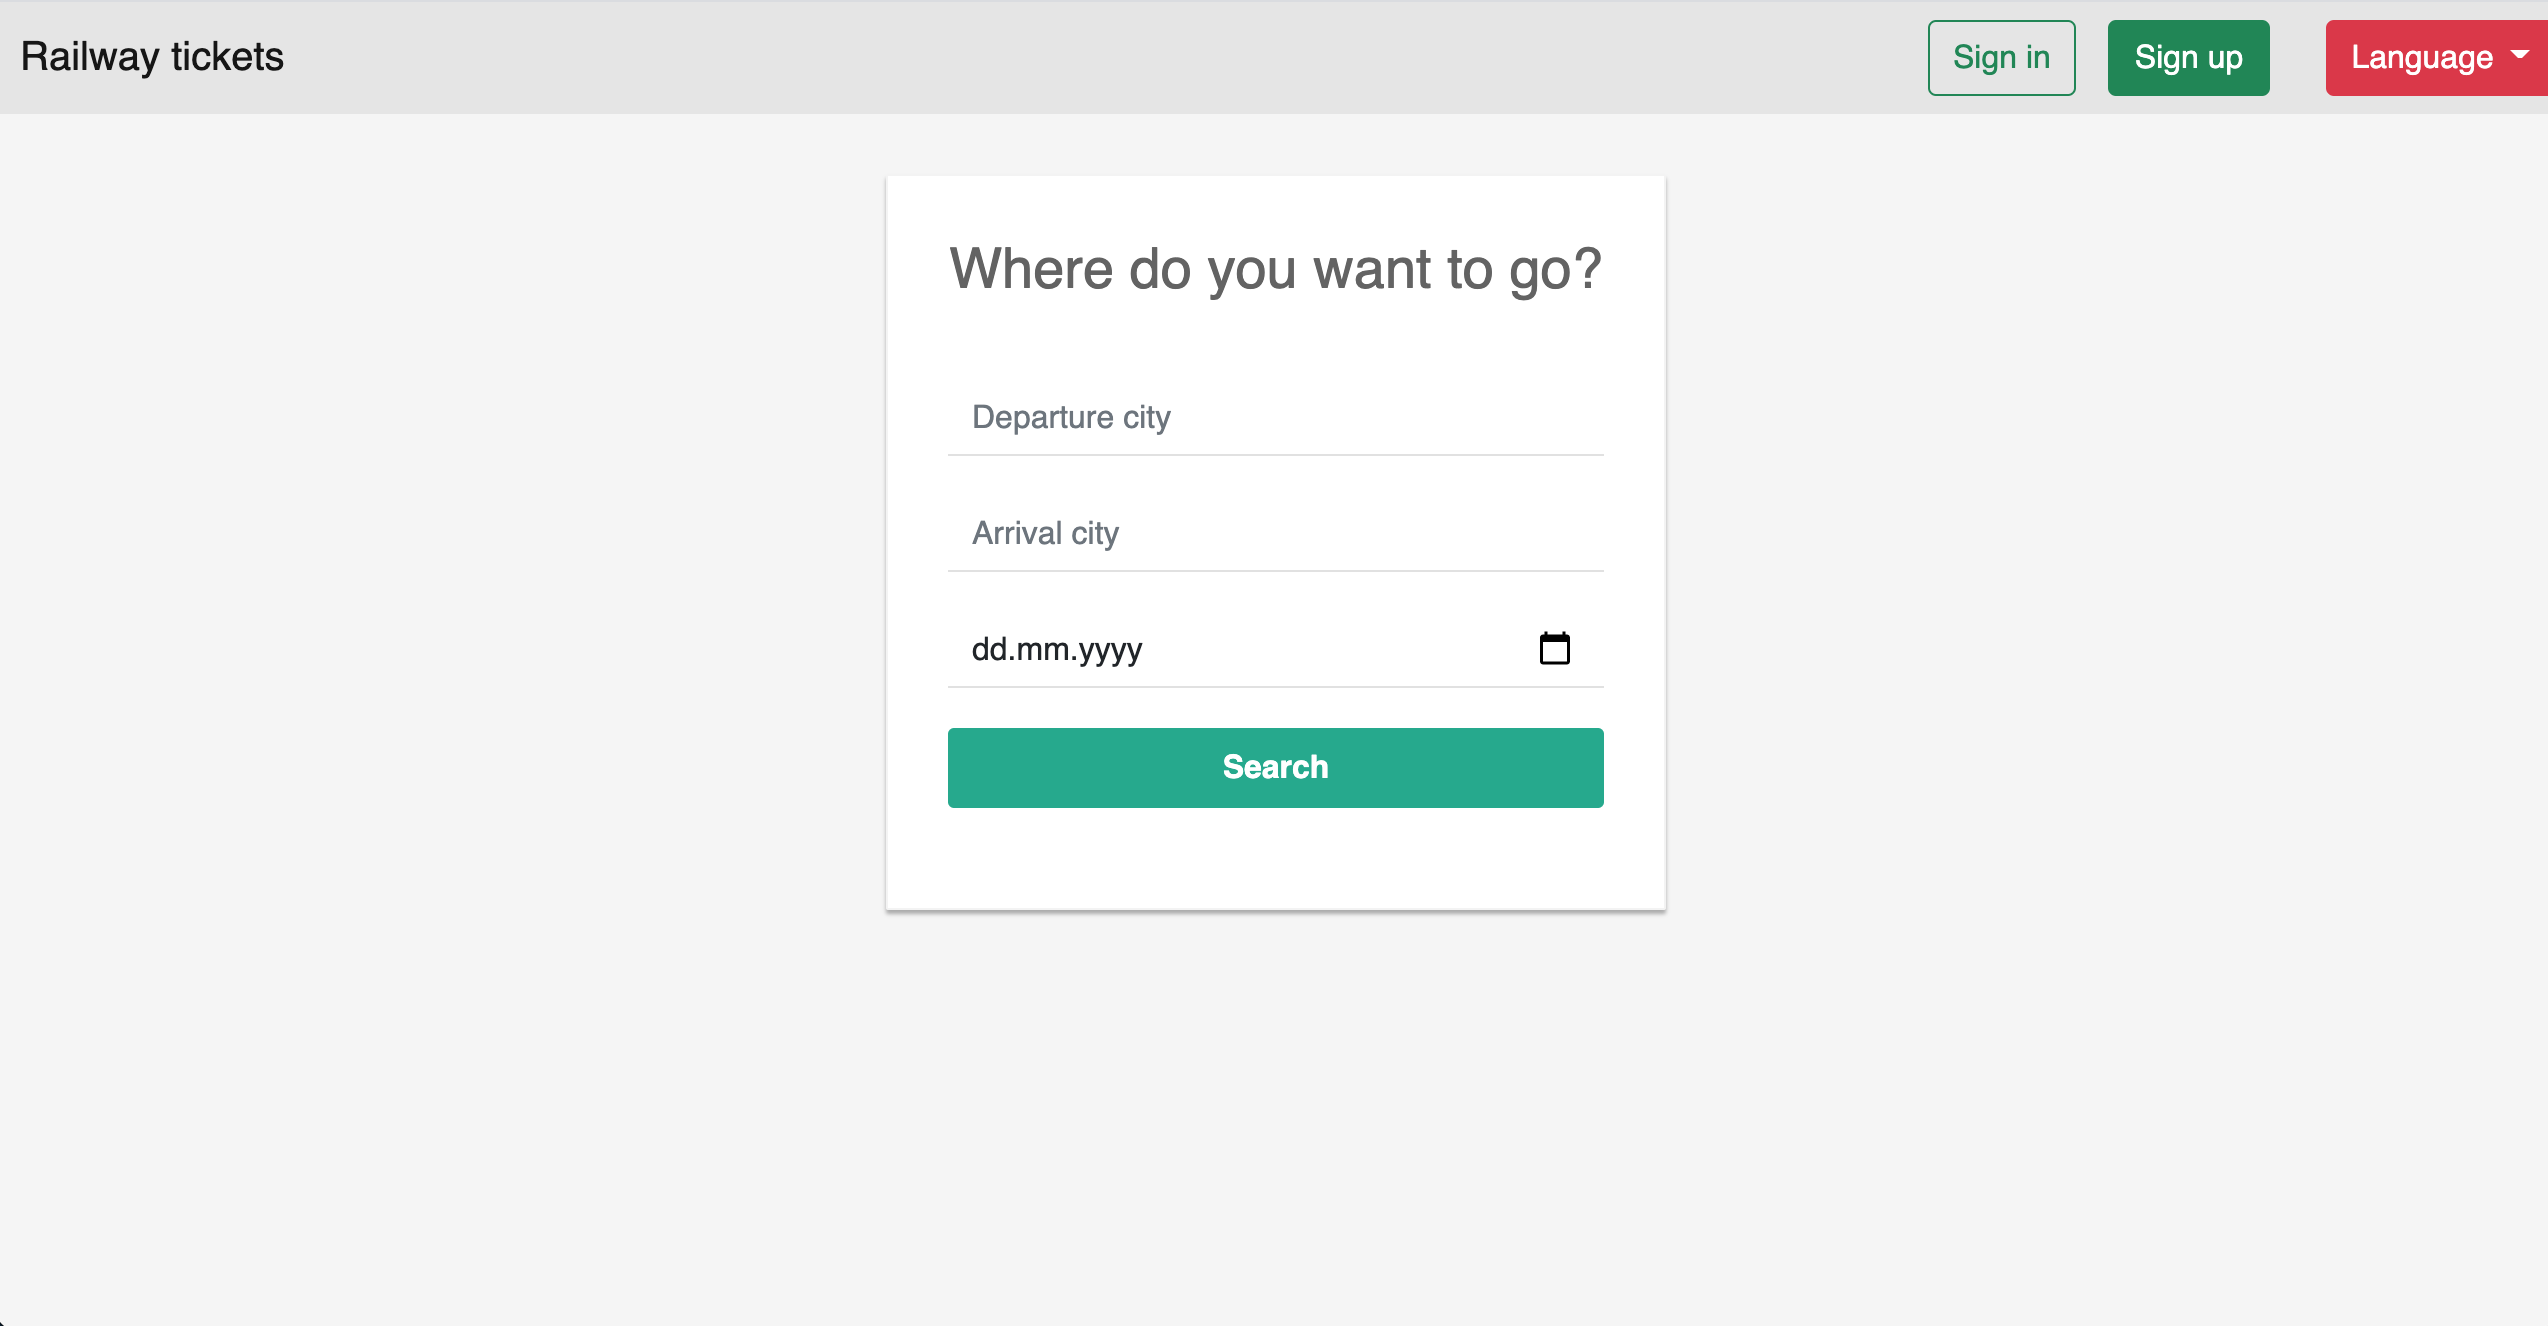 Railway tickets
Sign in
Sign up
Language
Where do you want to go?
Departure city
Arrival city
dd.mm.yyyy
Search